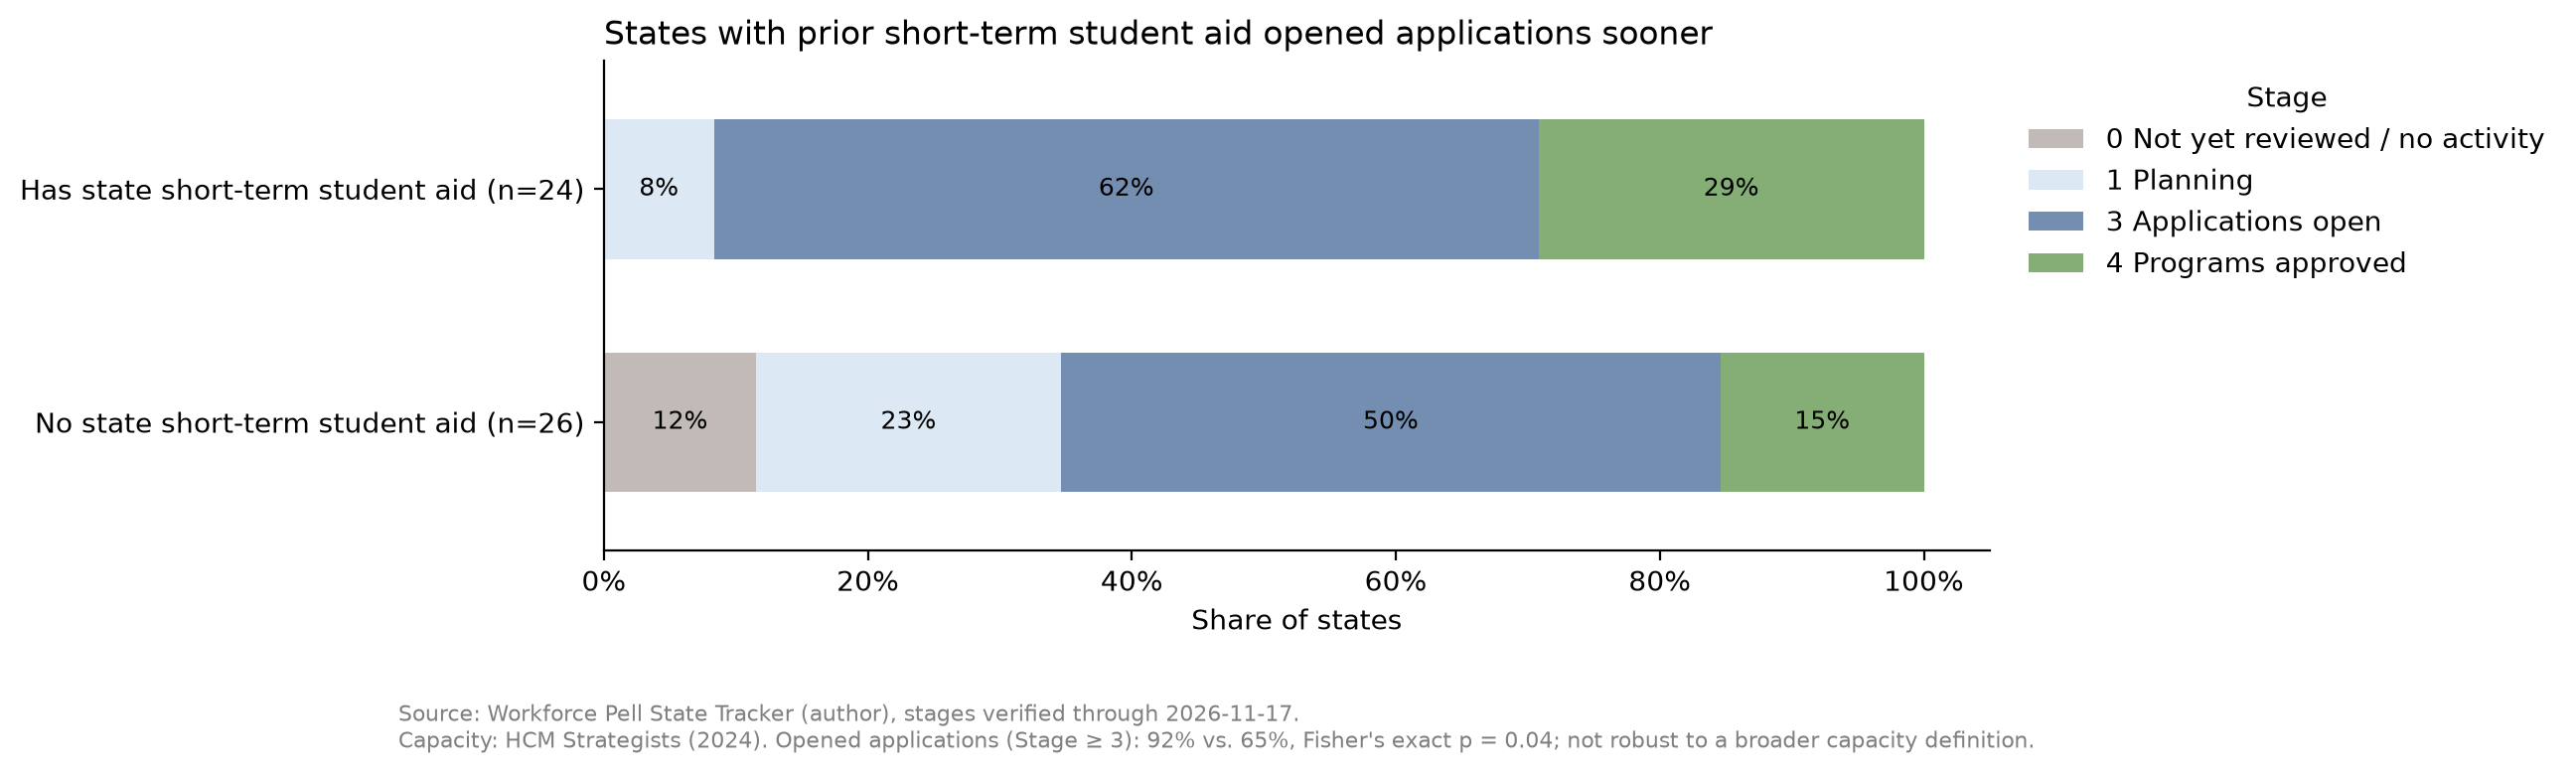 States with prior short-term student aid opened applications sooner
Stage
0 Not yet reviewed / no activity
1 Planning
3 Applications open
4 Programs approved
Has state short-term student aid (n=24)
8%
62%
29%
No state short-term student aid (n=26)
12%
23%
50%
15%
0%
20%
40%
60%
80%
100%
Share of states
Source: Workforce Pell State Tracker (author), stages verified through 2026-11-17.
Capacity: HCM Strategists (2024). Opened applications (Stage ≥ 3): 92% vs. 65%, Fisher's exact p = 0.04; not robust to a broader capacity definition.